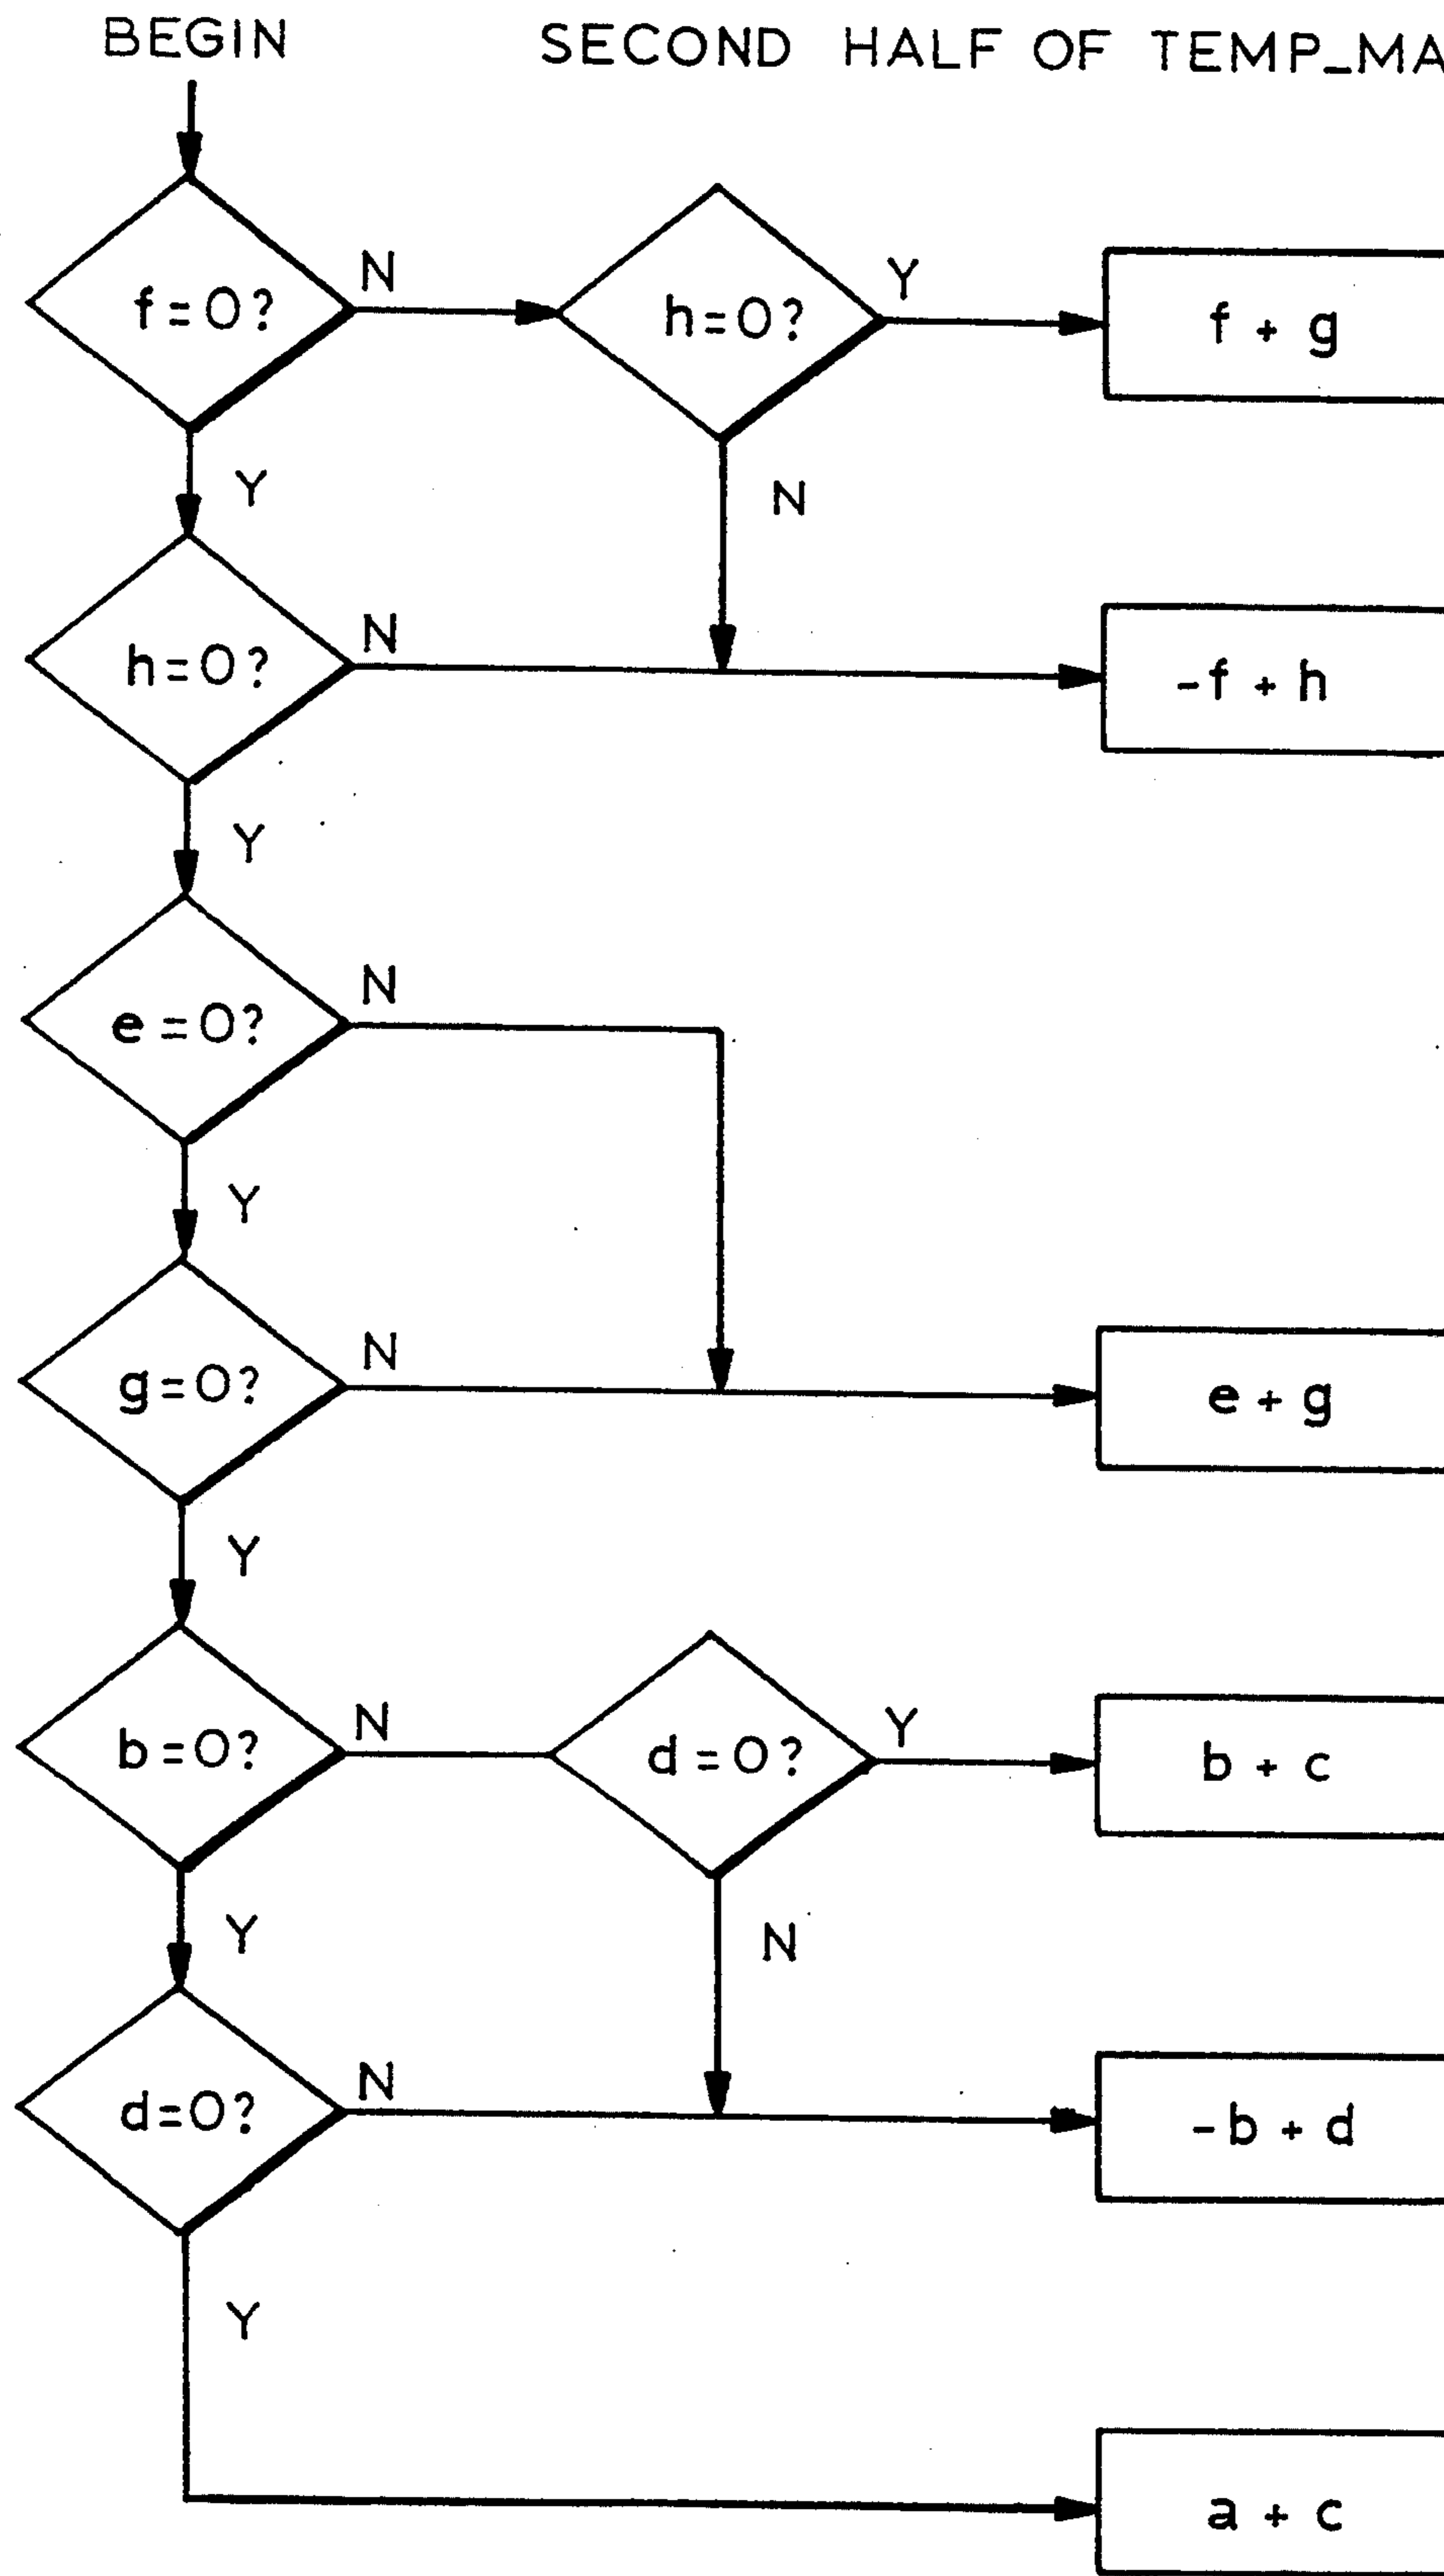 BEGIN SECOND HALF OF TEMP_MA
N Y
f=0? h=0? f + g
Y N
N
h=0? -f + h
Y
N
e=0?
Y
N
g=0? e + g
Y
N Y
b=0? d=0? b + c
Y N
N
d=0? -b + d
Y
a + c